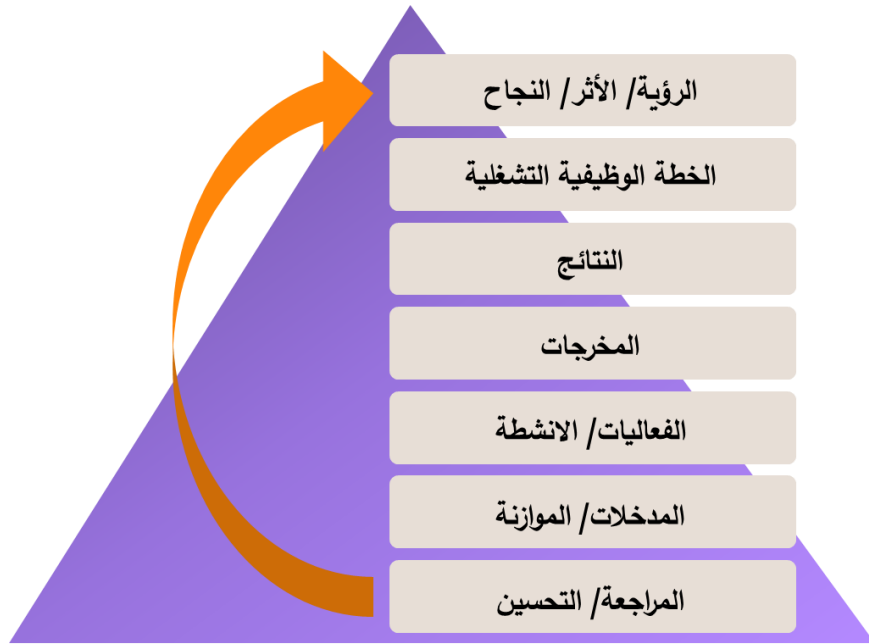 الرؤية/ الأثر/ النجاح
الخطة الوظيفية التشغلية
النتائج
المخرجات
الفعاليات/ الانشطة
المدخلات/ الموازنة
المراجعة/ التحسين